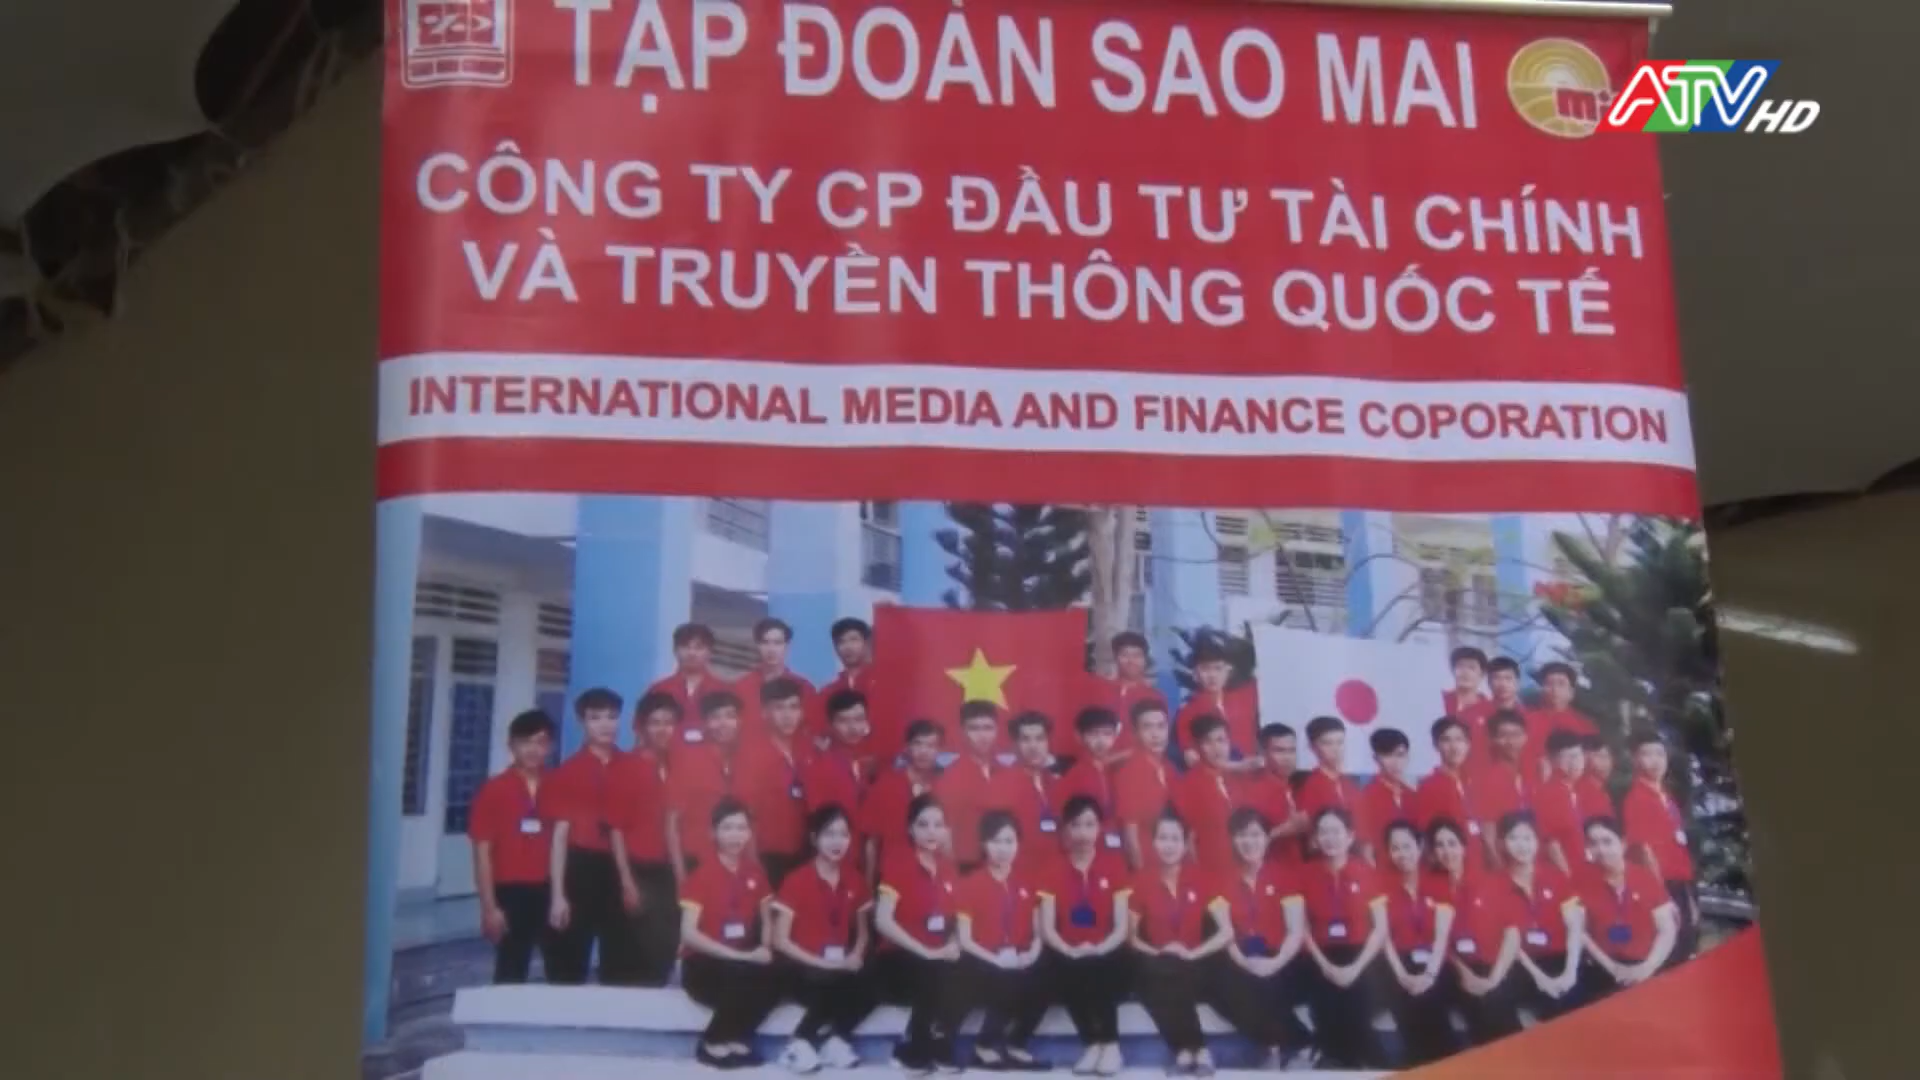 TẬP ĐOÀN SAO MAI
ATV HD
CÔNG TY CP ĐẦU TƯ TÀI CHÍNH
VÀ TRUYỀN THÔNG QUỐC TẾ
INTERNATIONAL MEDIA AND FINANCE COPORATION